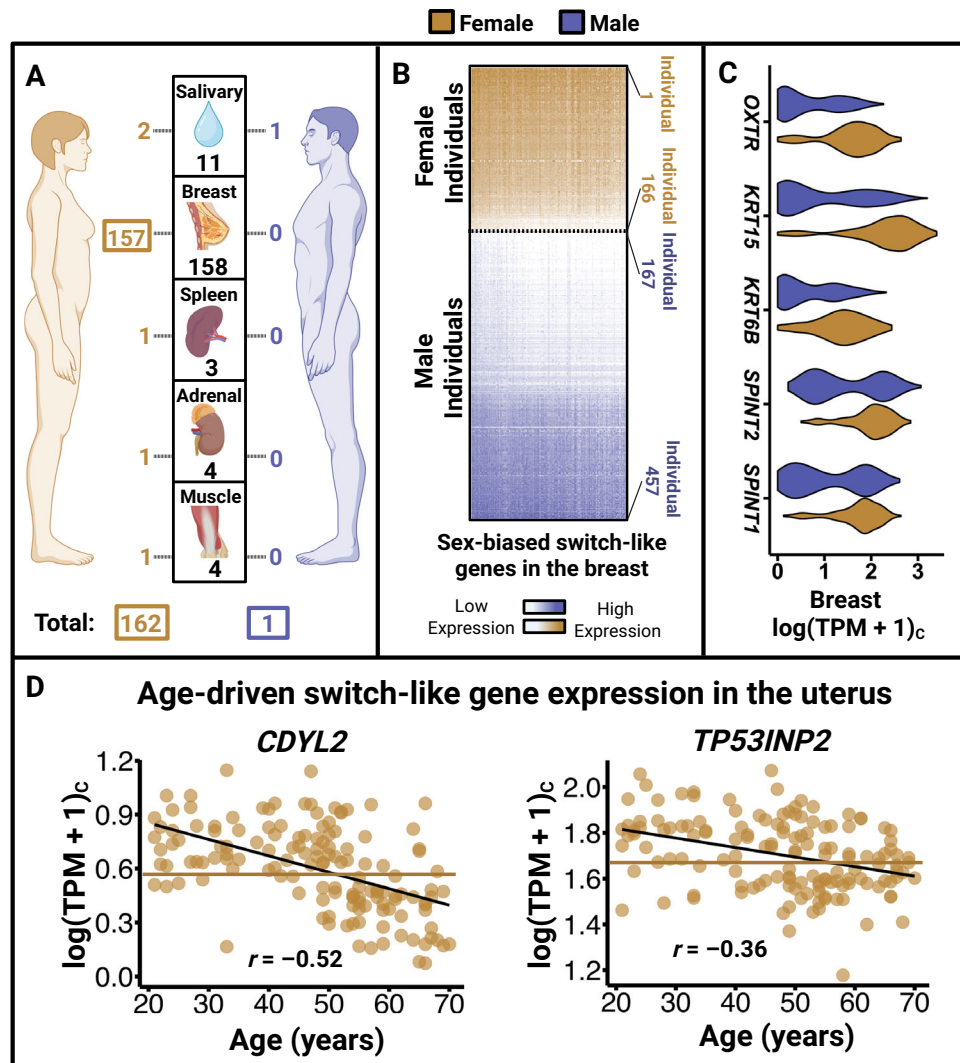 Female Male
A
Salivary
2
1
11
Breast
157
0
158
Spleen
1
0
3
Adrenal
1
0
4
Muscle
1
0
4
Total: 162 1
B
Female
Individuals
Male
Individuals
Individual
1
Individual
166
Individual
167
Individual
457
Sex-biased switch-like
genes in the breast
Low High
Expression Expression
C
OXTR
KRT15
KRT6B
SPINT2
SPINT1
0 1 2 3
Breast
log(TPM + 1)c
D
Age-driven switch-like gene expression in the uterus
CDYL2
log(TPM + 1)c
1.2
0.9
0.6
0.3
0.0
r = −0.52
20 30 40 50 60 70
Age (years)
TP53INP2
log(TPM + 1)c
2.0
1.8
1.6
1.4
1.2
r = −0.36
20 30 40 50 60 70
Age (years)